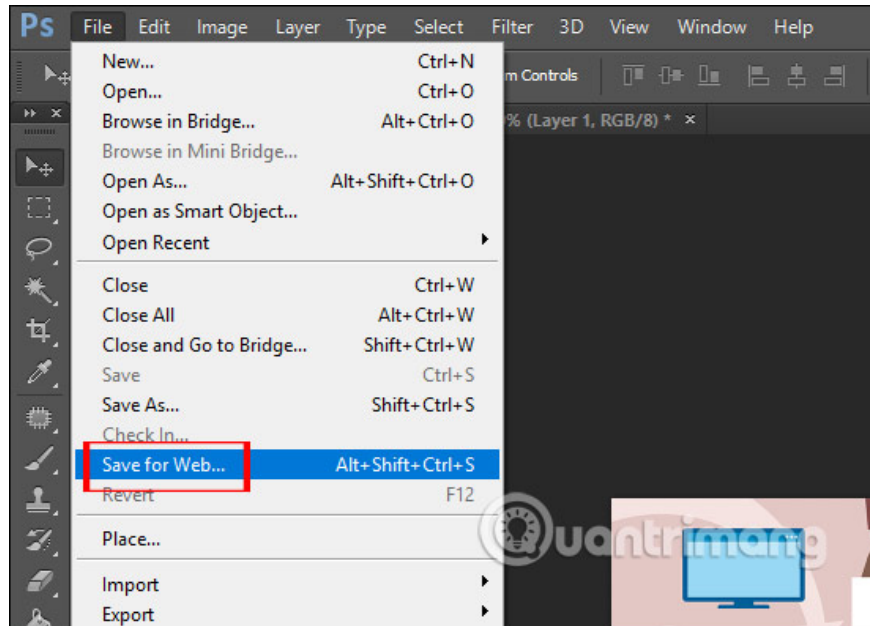 Ps File Edit Image Layer Type Select Filter 3D View Window Help
m Controls
% (Layer 1, RGB/8) * ×
New... Ctrl+N
Open... Ctrl+O
Browse in Bridge... Alt+Ctrl+O
Browse in Mini Bridge...
Open As... Alt+Shift+Ctrl+O
Open as Smart Object...
Open Recent
Close Ctrl+W
Close All Alt+Ctrl+W
Close and Go to Bridge... Shift+Ctrl+W
Save Ctrl+S
Save As... Shift+Ctrl+S
Check In...
Save for Web... Alt+Shift+Ctrl+S
Revert F12
Place...
Quantrimang
Import
Export